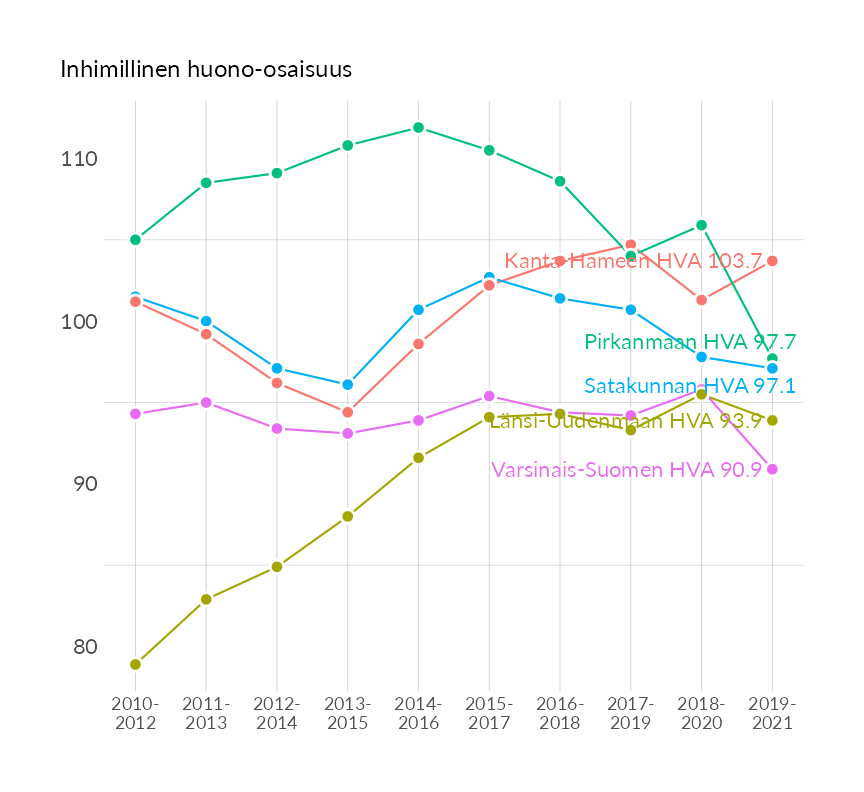 Inhimillinen huono-osaisuus
110
100
90
80
Kanta-Hämeen HVA 103.7
Pirkanmaan HVA 97.7
Satakunnan HVA 97.1
Länsi-Uudenmaan HVA 93.9
Varsinais-Suomen HVA 90.9
2010- 2011- 2012- 2013- 2014- 2015- 2016- 2017- 2018- 2019-
2012 2013 2014 2015 2016 2017 2018 2019 2020 2021